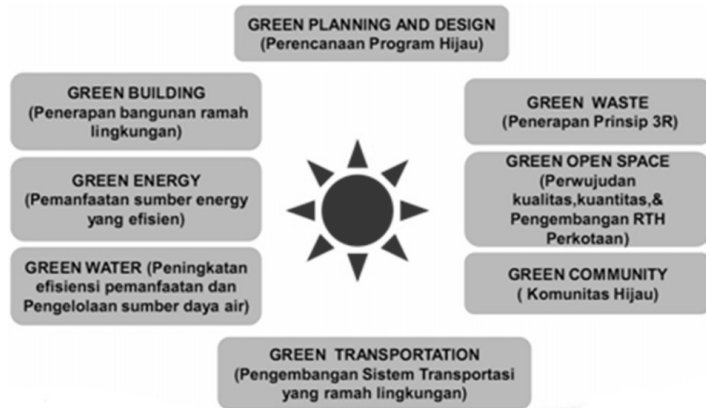 GREEN PLANNING AND DESIGN
(Perencanaan Program Hijau)
GREEN BUILDING
(Penerapan bangunan ramah
lingkungan)
GREEN WASTE
(Penerapan Prinsip 3R)
GREEN ENERGY
(Pemanfaatan sumber energy
yang efisien)
GREEN OPEN SPACE
(Perwujudan
kualitas,kuantitas,&
Pengembangan RTH
Perkotaan)
GREEN WATER (Peningkatan
efisiensi pemanfaatan dan
Pengelolaan sumber daya air)
GREEN COMMUNITY
( Komunitas Hijau)
GREEN TRANSPORTATION
(Pengembangan Sistem Transportasi
yang ramah lingkungan)